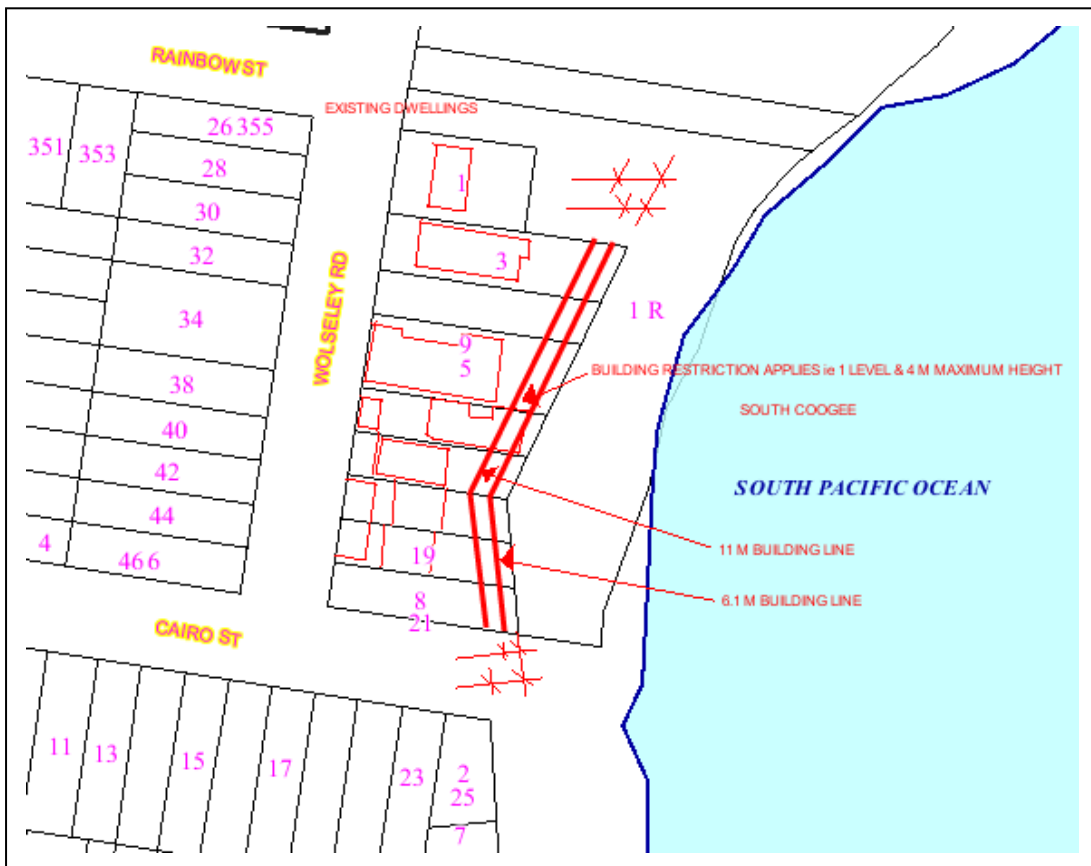 RAINBOW ST
EXISTING DWELLINGS
26 355
351
353
28
1
30
32
3
WOLSELEY RD
34
1 R
9
5
BUILDING RESTRICTION APPLIES ie 1 LEVEL & 4 M MAXIMUM HEIGHT
38
SOUTH COOGEE
40
42
SOUTH PACIFIC OCEAN
44
4
46 6
19
11 M BUILDING LINE
8
21
6.1 M BUILDING LINE
CAIRO ST
11
13
15
17
23
2
25
7